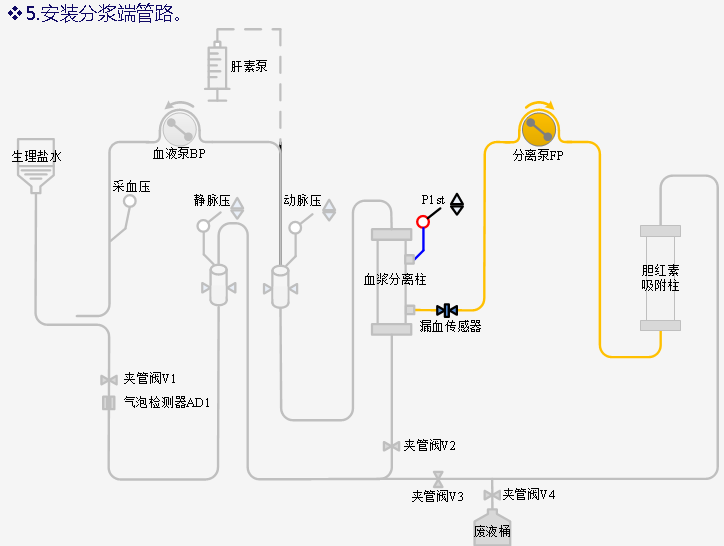 ❖5.安装分浆端管路。
肝素泵
血液泵BP
分离泵FP
生理盐水
采血压
静脉压
动脉压
P1st
血浆分离柱
胆红素
吸附柱
漏血传感器
夹管阀V1
气泡检测器AD1
夹管阀V2
夹管阀V3
夹管阀V4
废液桶